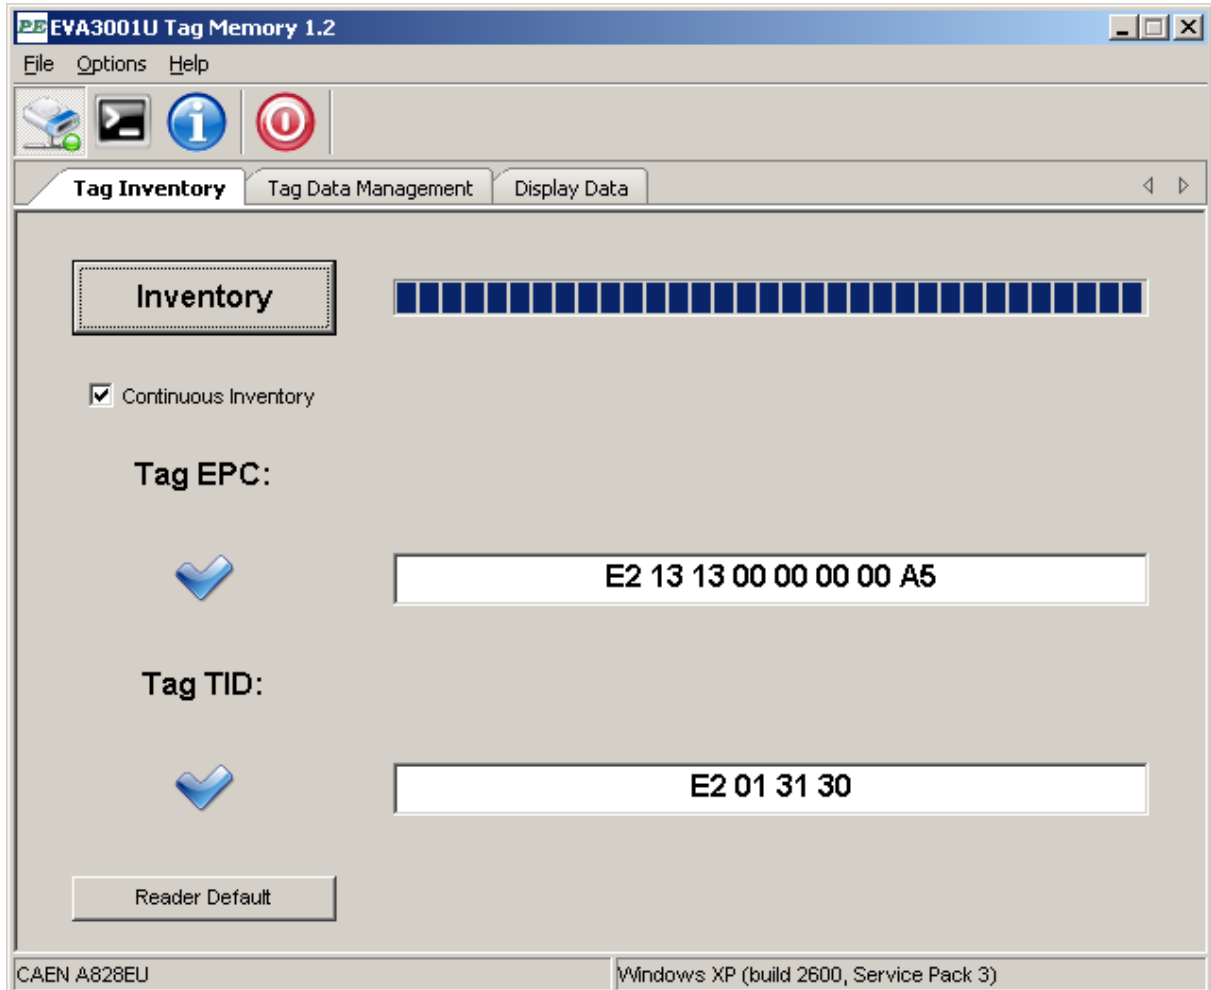 PE EVA3001U Tag Memory 1.2
File Options Help
Tag Inventory Tag Data Management Display Data
Inventory
Continuous Inventory
Tag EPC:
E2 13 13 00 00 00 00 A5
Tag TID:
E2 01 31 30
Reader Default
CAEN A828EU Windows XP (build 2600, Service Pack 3)